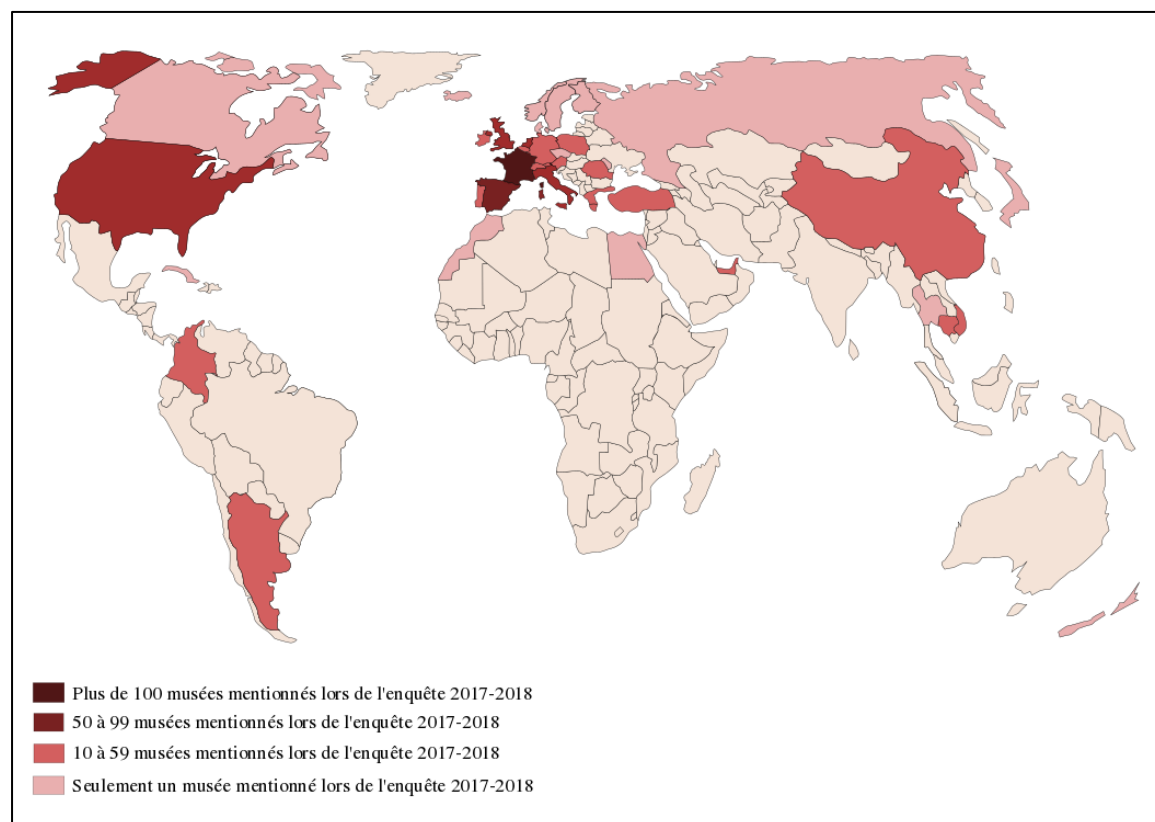 Plus de 100 musées mentionnés lors de l'enquête 2017-2018
50 à 99 musées mentionnés lors de l'enquête 2017-2018
10 à 59 musées mentionnés lors de l'enquête 2017-2018
Seulement un musée mentionné lors de l'enquête 2017-2018